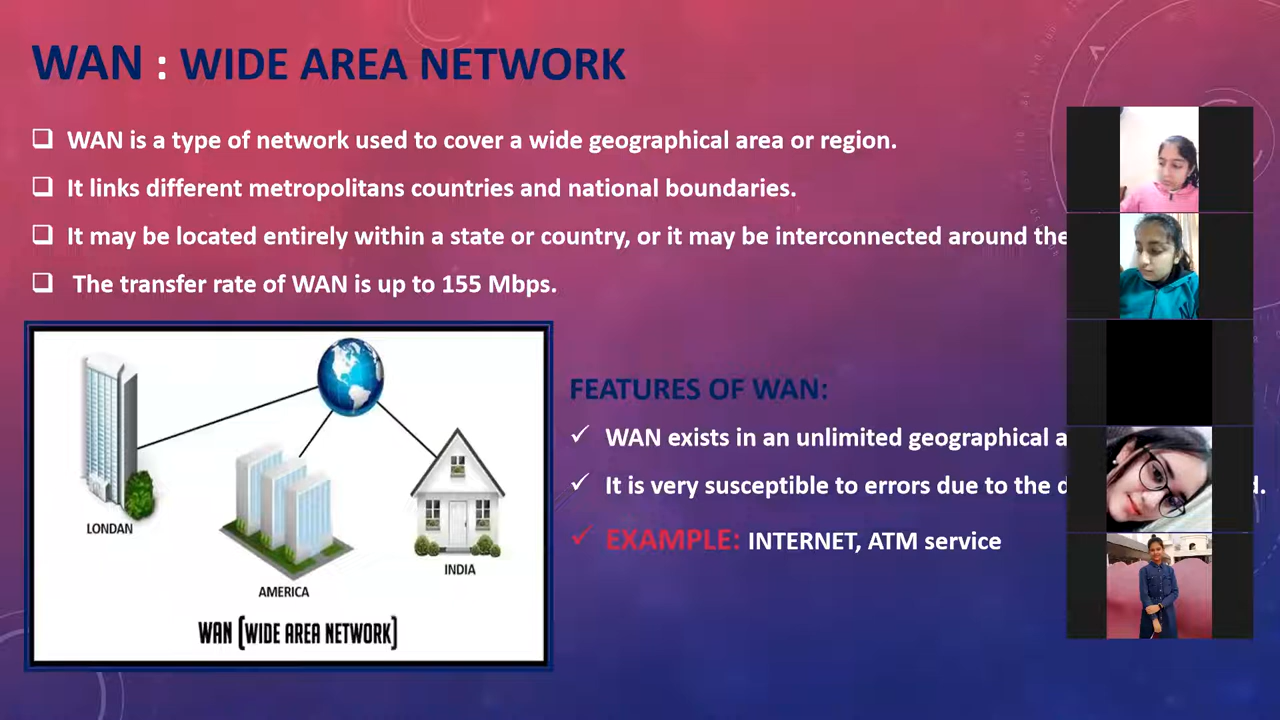 WAN : WIDE AREA NETWORK
WAN is a type of network used to cover a wide geographical area or region.
It links different metropolitans countries and national boundaries.
It may be located entirely within a state or country, or it may be interconnected around the
The transfer rate of WAN is up to 155 Mbps.
LONDAN
AMERICA
INDIA
WAN (WIDE AREA NETWORK)
FEATURES OF WAN:
WAN exists in an unlimited geographical
It is very susceptible to errors due to the
EXAMPLE: INTERNET, ATM service